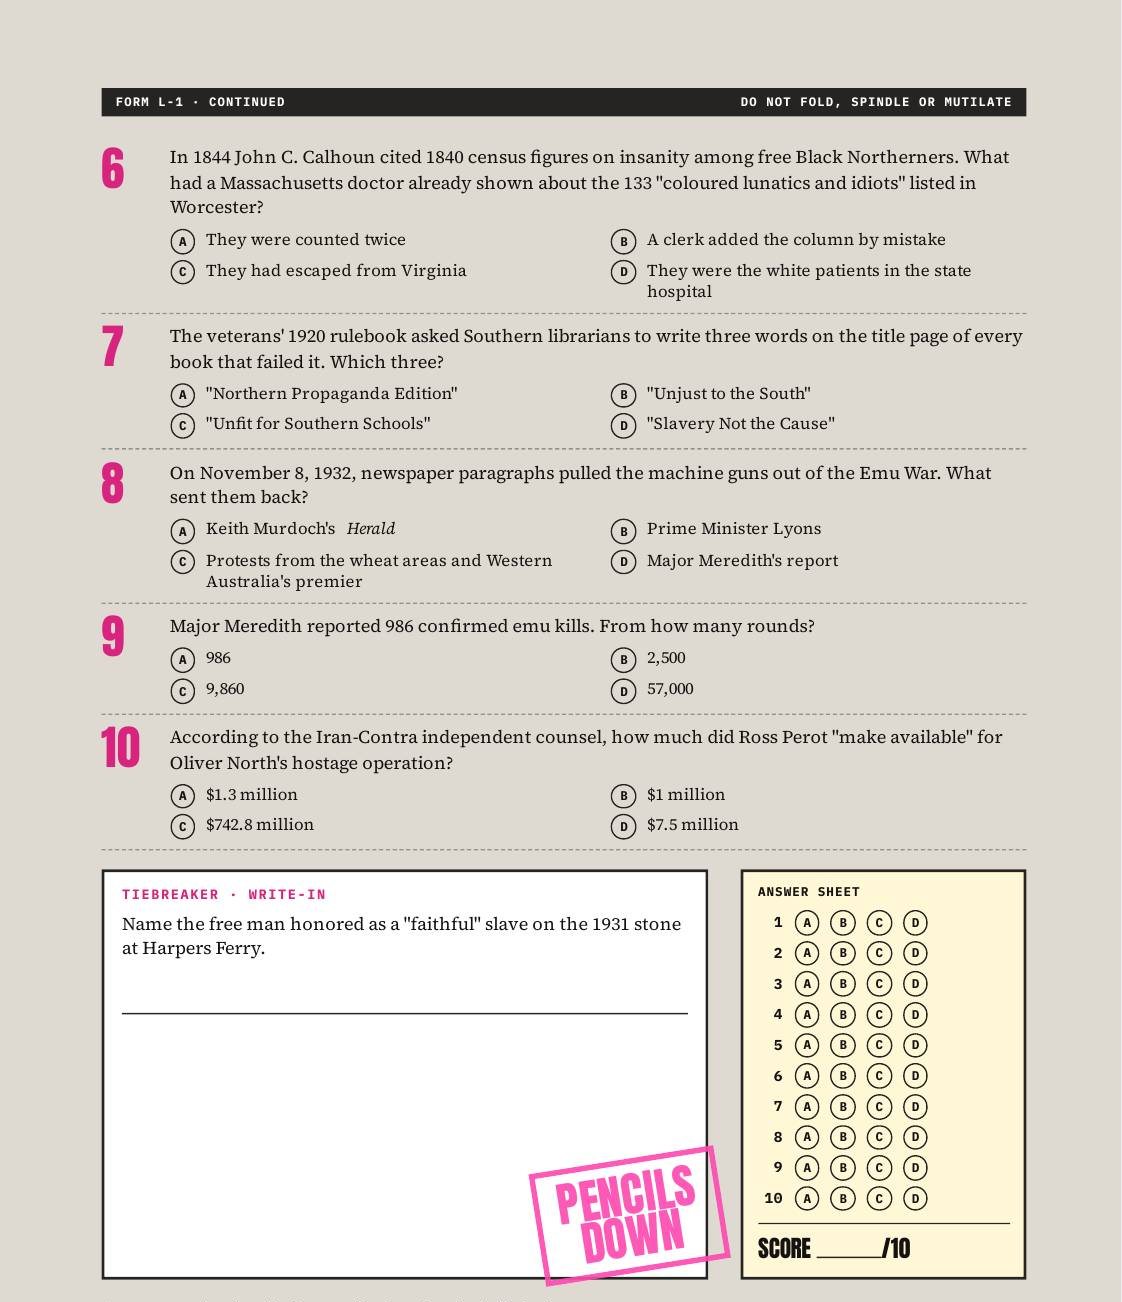 FORM L-1 · CONTINUED DO NOT FOLD, SPINDLE OR MUTILATE
6 In 1844 John C. Calhoun cited 1840 census figures on insanity among free Black Northerners. What
had a Massachusetts doctor already shown about the 133 "coloured lunatics and idiots" listed in
Worcester?
A They were counted twice
B A clerk added the column by mistake
C They had escaped from Virginia
D They were the white patients in the state
hospital
7 The veterans' 1920 rulebook asked Southern librarians to write three words on the title page of every
book that failed it. Which three?
A "Northern Propaganda Edition"
B "Unjust to the South"
C "Unfit for Southern Schools"
D "Slavery Not the Cause"
8 On November 8, 1932, newspaper paragraphs pulled the machine guns out of the Emu War. What
sent them back?
A Keith Murdoch's Herald
B Prime Minister Lyons
C Protests from the wheat areas and Western
Australia's premier
D Major Meredith's report
9 Major Meredith reported 986 confirmed emu kills. From how many rounds?
A 986
B 2,500
C 9,860
D 57,000
10 According to the Iran-Contra independent counsel, how much did Ross Perot "make available" for
Oliver North's hostage operation?
A $1.3 million
B $1 million
C $742.8 million
D $7.5 million
TIEBREAKER · WRITE-IN
Name the free man honored as a "faithful" slave on the 1931 stone
at Harpers Ferry.
PENCILS
DOWN
ANSWER SHEET
1 A B C D
2 A B C D
3 A B C D
4 A B C D
5 A B C D
6 A B C D
7 A B C D
8 A B C D
9 A B C D
10 A B C D
SCORE ______/10